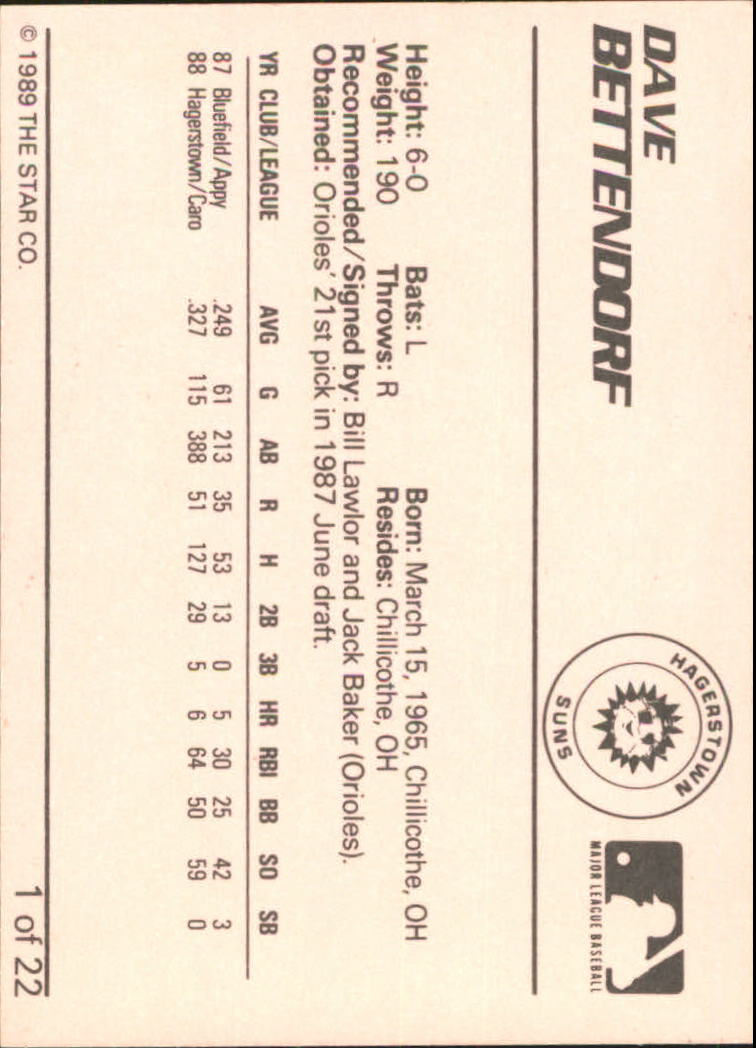 DAVE
BETTENDORF
HAGERSTOWN
SUNS
MAJOR LEAGUE BASEBALL
Height: 6-0 Bats: L Born: March 15, 1965, Chillicothe, OH
Weight: 190 Throws: R Resides: Chillicothe, OH
Recommended/Signed by: Bill Lawlor and Jack Baker (Orioles).
Obtained: Orioles' 21st pick in 1987 June draft.
YR CLUB/LEAGUE AVG G AB R H 2B 3B HR RBI BB SO SB
87 Bluefield/Appy .249 61 213 35 53 13 0 5 30 25 42 3
88 Hagerstown/Caro .327 115 388 51 127 29 5 6 64 50 59 0
© 1989 THE STAR CO. 1 of 22